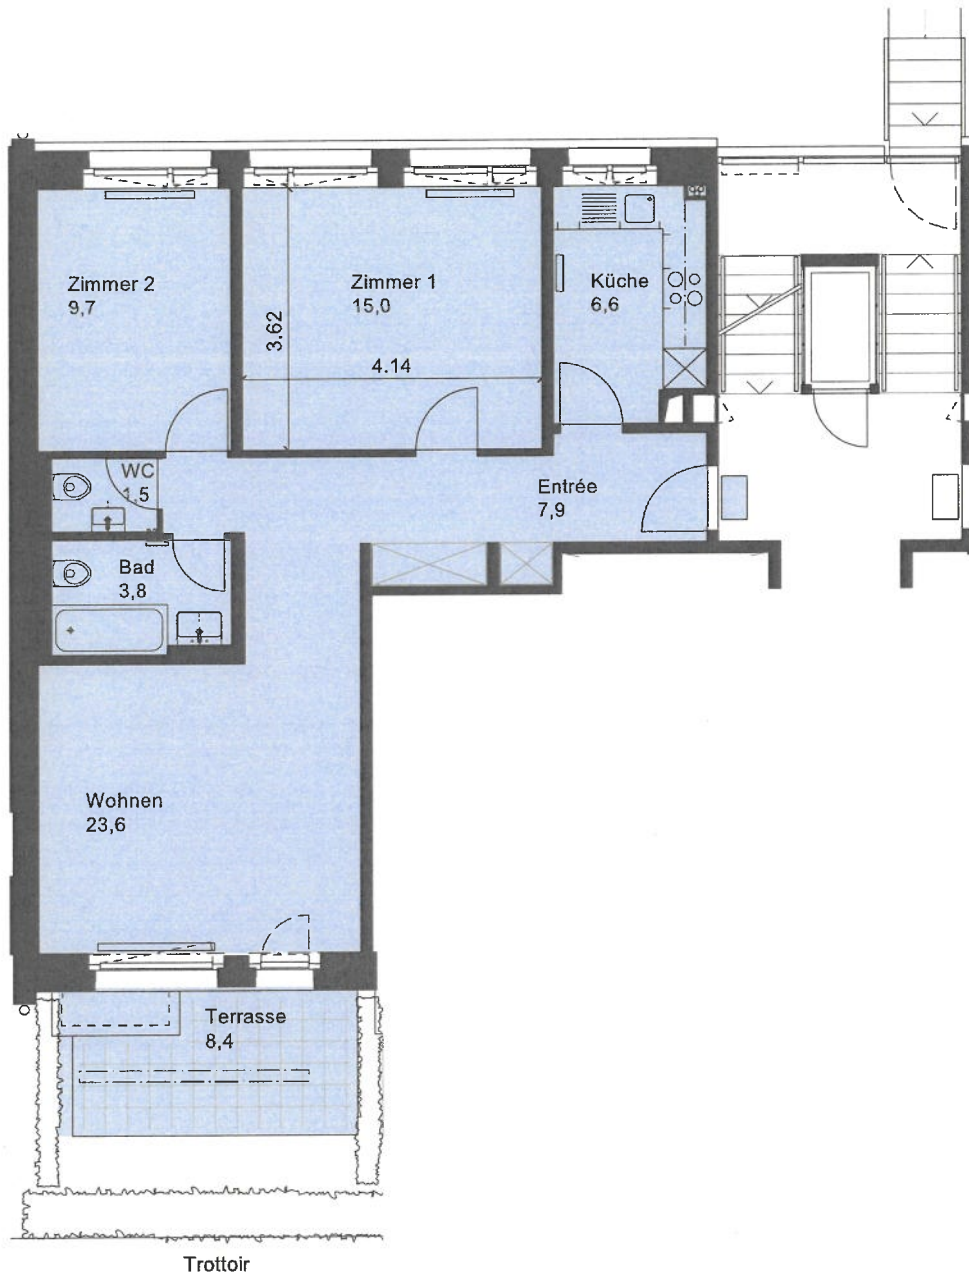 Zimmer 2
9,7
Zimmer 1
15,0
3.62
4.14
Küche
6,6
WC
1,5
Entrée
7,9
Bad
3,8
Wohnen
23,6
Terrasse
8,4
Trottoir